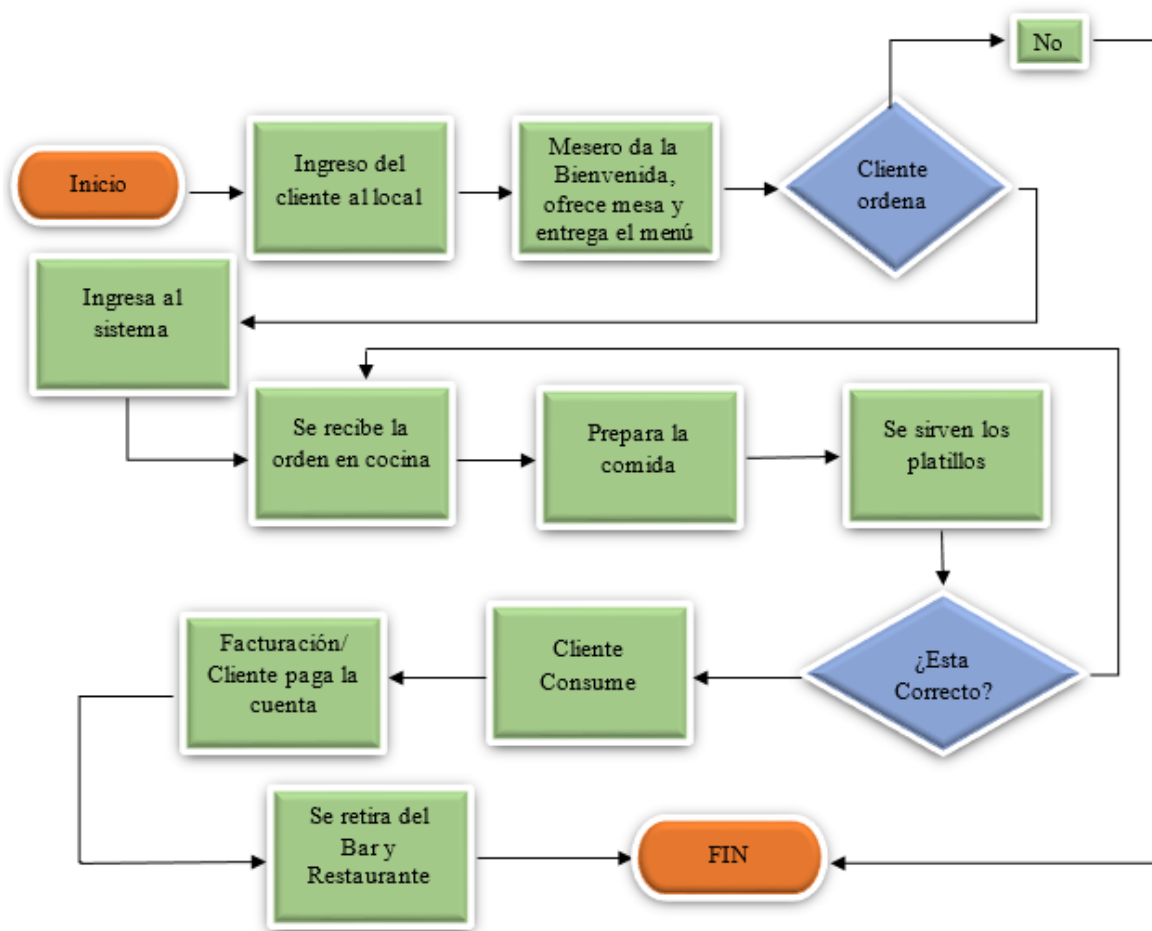 No
Inicio
Ingreso del
cliente al local
Mesero da la
Bienvenida,
ofrece mesa y
entrega el menú
Cliente
ordena
Ingresa al
sistema
Se recibe la
orden en cocina
Prepara la
comida
Se sirven los
platillos
¿Esta
Correcto?
Cliente
Consume
Facturación/
Cliente paga la
cuenta
Se retira del
Bar y
Restaurante
FIN